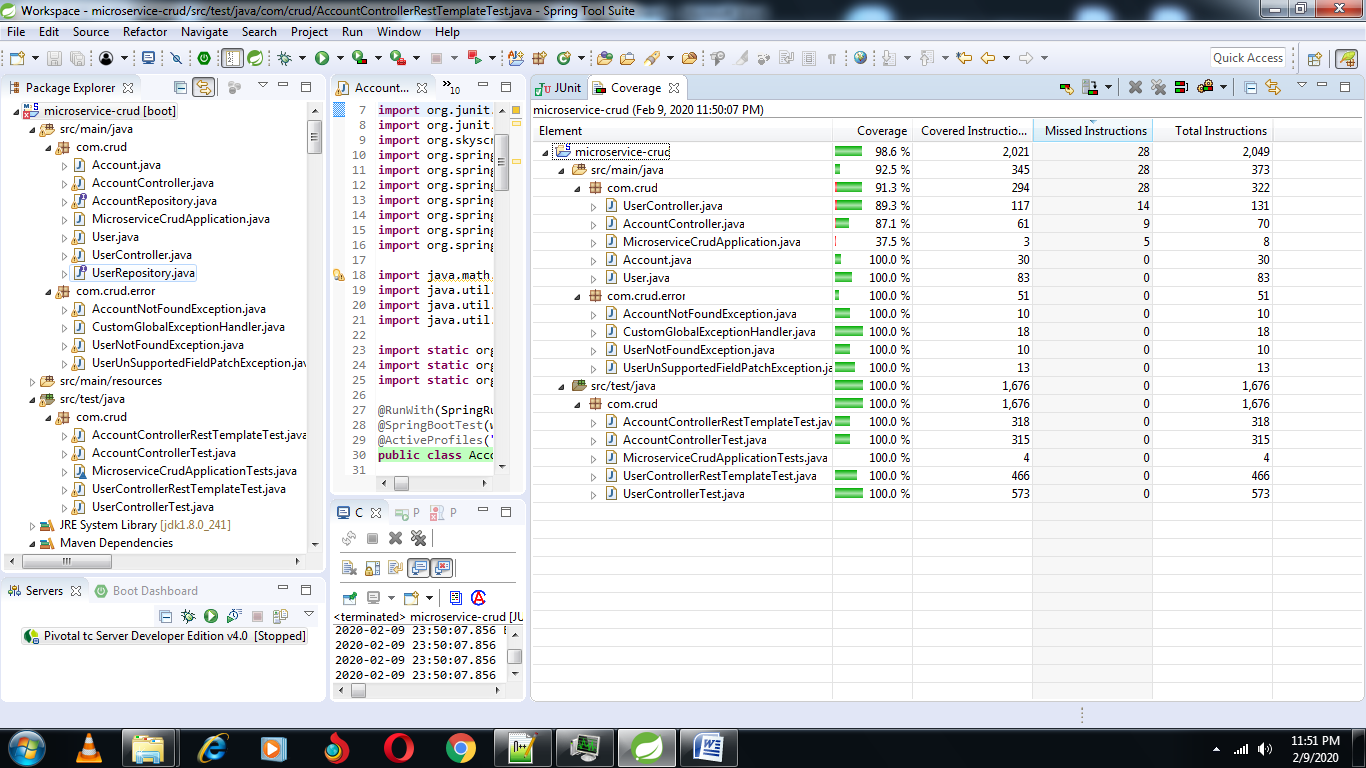 Workspace - microservice-crud/src/test/java/com/crud/AccountControllerRestTemplateTest.java - Spring Tool Suite
File Edit Source Refactor Navigate Search Project Run Window Help
Quick Access
Package Explorer
microservice-crud [boot]
src/main/java
com.crud
Account.java
AccountController.java
AccountRepository.java
MicroserviceCrudApplication.java
User.java
UserController.java
UserRepository.java
com.crud.error
AccountNotFoundException.java
CustomGlobalExceptionHandler.java
UserNotFoundException.java
UserUnSupportedFieldPatchException.java
src/main/resources
src/test/java
com.crud
AccountControllerRestTemplateTest.java
AccountControllerTest.java
MicroserviceCrudApplicationTests.java
UserControllerRestTemplateTest.java
UserControllerTest.java
JRE System Library [jdk1.8.0_241]
Maven Dependencies
Servers Boot Dashboard
Pivotal tc Server Developer Edition v4.0 [Stopped]
Account... 10
7 import org.junit.
8 import org.junit.
9 import org.skyscr
10 import org.spring
11 import org.spring
12 import org.spring
13 import org.spring
14 import org.spring
15 import org.spring
16 import org.spring
17
18 import java.math.
19 import java.util.
20 import java.util.
21 import java.util.
22
23 import static org
24 import static org
25 import static org
26
27 @RunWith(SpringRu
28 @SpringBootTest(w
29 @ActiveProfiles("
30 public class Acco
31
C P P
<terminated> microservice-crud [JU
2020-02-09 23:50:07.856
2020-02-09 23:50:07.856
2020-02-09 23:50:07.856
2020-02-09 23:50:07.856
JUnit Coverage
microservice-crud (Feb 9, 2020 11:50:07 PM)
Element Coverage Covered Instructio... Missed Instructions Total Instructions
microservice-crud 98.6 % 2,021 28 2,049
src/main/java 92.5 % 345 28 373
com.crud 91.3 % 294 28 322
UserController.java 89.3 % 117 14 131
AccountController.java 87.1 % 61 9 70
MicroserviceCrudApplication.java 37.5 % 3 5 8
Account.java 100.0 % 30 0 30
User.java 100.0 % 83 0 83
com.crud.error 100.0 % 51 0 51
AccountNotFoundException.java 100.0 % 10 0 10
CustomGlobalExceptionHandler.java 100.0 % 18 0 18
UserNotFoundException.java 100.0 % 10 0 10
UserUnSupportedFieldPatchException.ja 100.0 % 13 0 13
src/test/java 100.0 % 1,676 0 1,676
com.crud 100.0 % 1,676 0 1,676
AccountControllerRestTemplateTest.jav 100.0 % 318 0 318
AccountControllerTest.java 100.0 % 315 0 315
MicroserviceCrudApplicationTests.java 100.0 % 4 0 4
UserControllerRestTemplateTest.java 100.0 % 466 0 466
UserControllerTest.java 100.0 % 573 0 573
11:51 PM
2/9/2020